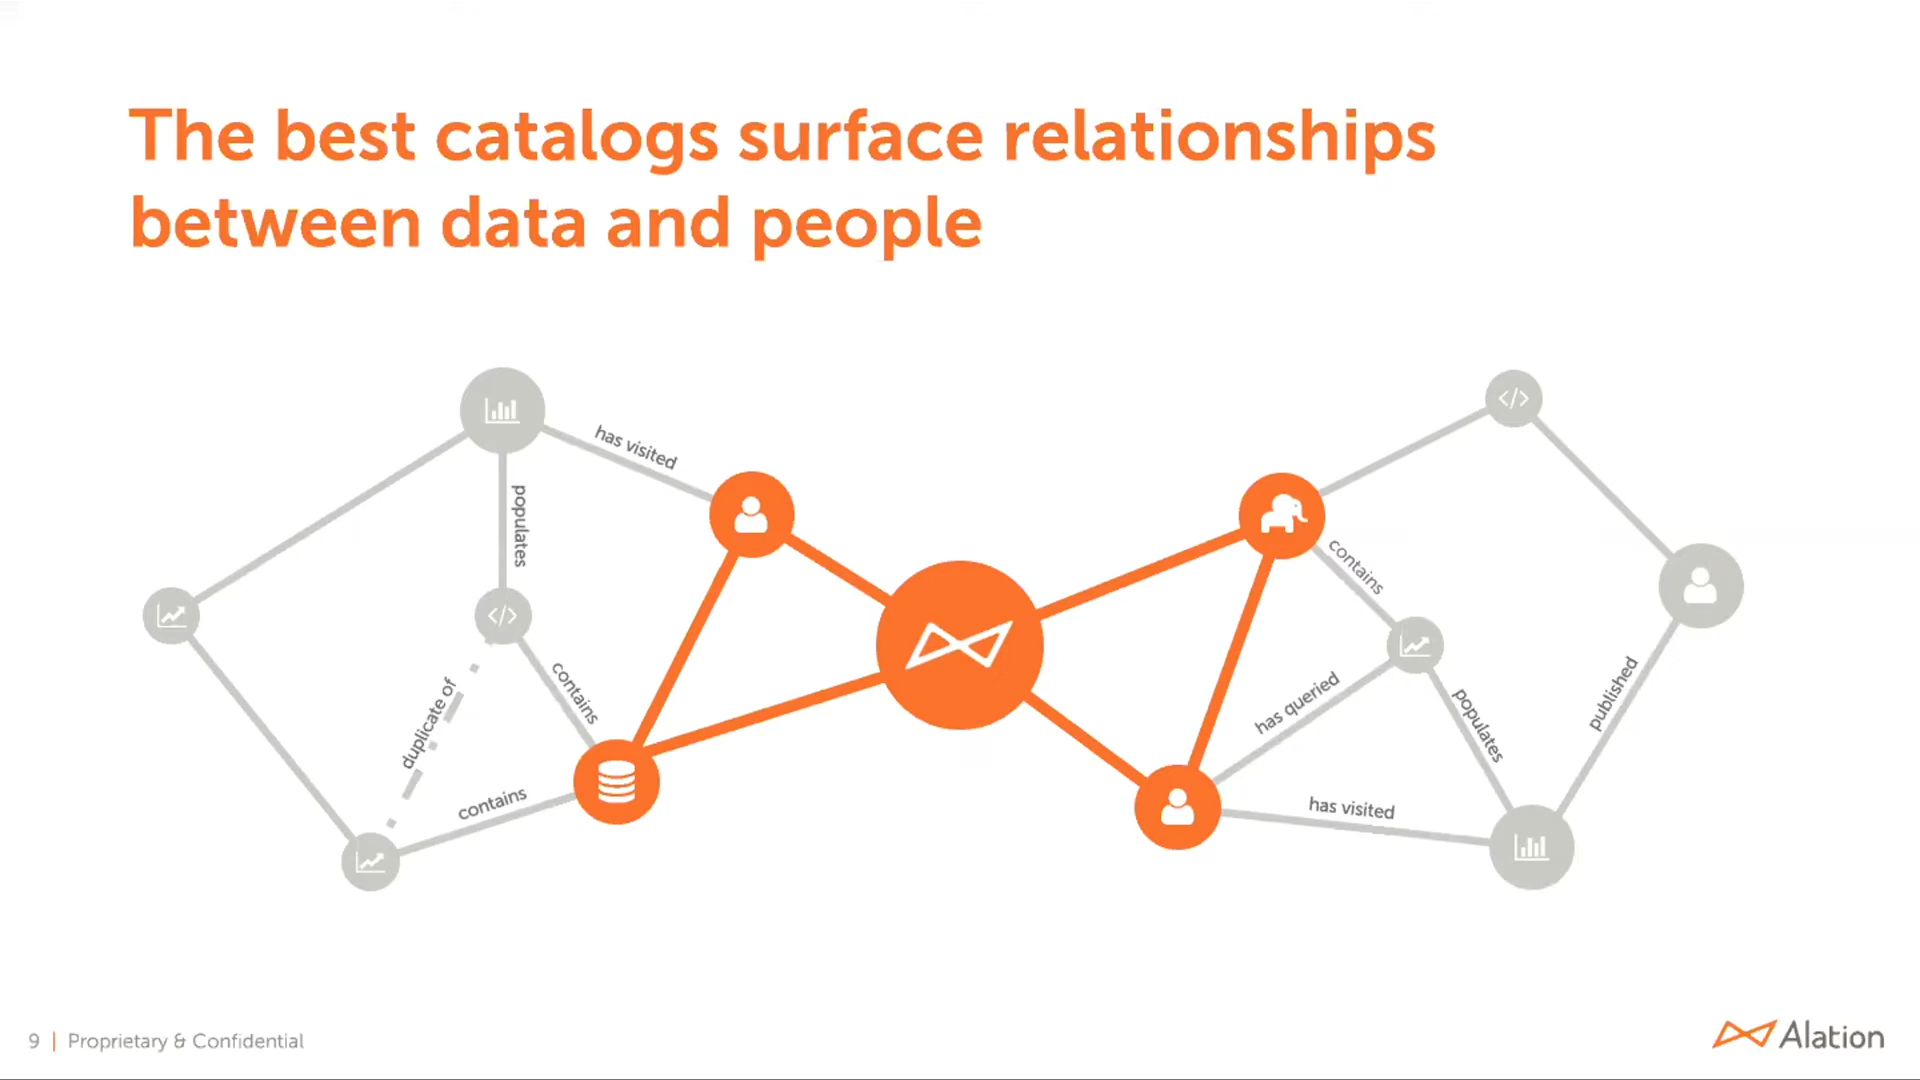 The best catalogs surface relationships
between data and people
has visited
populates
contains
duplicate of
contains
contains
has queried
populates
published
has visited
9 | Proprietary & Confidential
Alation